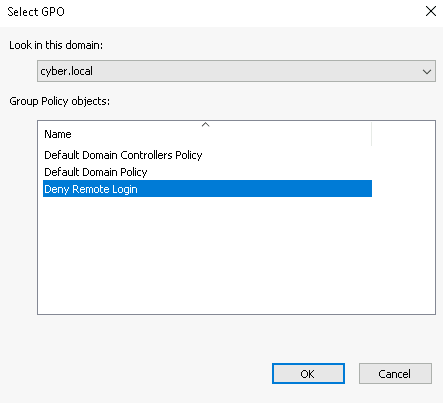 Select GPO
Look in this domain:
cyber.local
Group Policy objects:
Name
Default Domain Controllers Policy
Default Domain Policy
Deny Remote Login
OK
Cancel